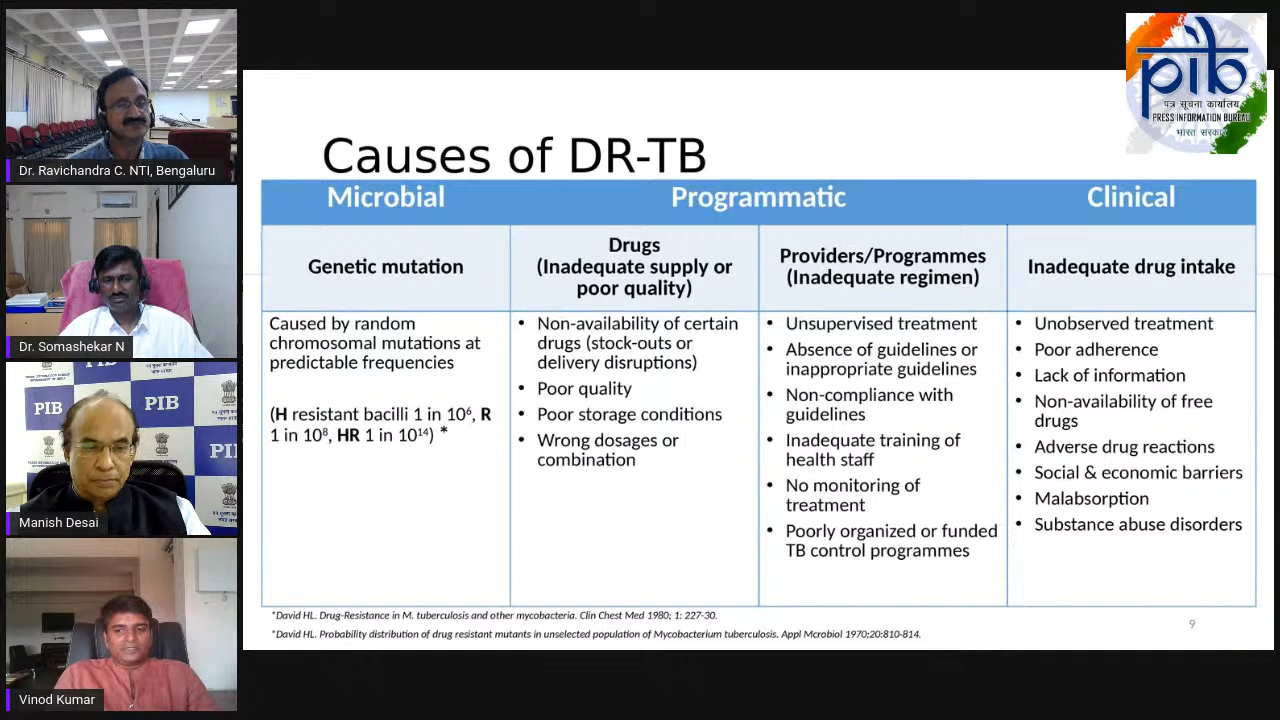 pib
पत्र सूचना कार्यालय
PRESS INFORMATION BUREAU
भारत सरकार
Dr. Ravichandra C. NTI, Bengaluru
Dr. Somashekar N
PIB
PIB
Manish Desai
Vinod Kumar
Causes of DR-TB
Microbial
Programmatic
Clinical
Genetic mutation
Drugs
(Inadequate supply or
poor quality)
Providers/Programmes
(Inadequate regimen)
Inadequate drug intake
Caused by random
chromosomal mutations at
predictable frequencies
(H resistant bacilli 1 in 10⁶, R
1 in 10⁸, HR 1 in 10¹⁴) *
• Non-availability of certain
drugs (stock-outs or
delivery disruptions)
• Poor quality
• Poor storage conditions
• Wrong dosages or
combination
• Unsupervised treatment
• Absence of guidelines or
inappropriate guidelines
• Non-compliance with
guidelines
• Inadequate training of
health staff
• No monitoring of
treatment
• Poorly organized or funded
TB control programmes
• Unobserved treatment
• Poor adherence
• Lack of information
• Non-availability of free
drugs
• Adverse drug reactions
• Social & economic barriers
• Malabsorption
• Substance abuse disorders
*David HL. Drug-Resistance in M. tuberculosis and other mycobacteria. Clin Chest Med 1980; 1: 227-30.
*David HL. Probability distribution of drug resistant mutants in unselected population of Mycobacterium tuberculosis. Appl Mcrobiol 1970;20:810-814.
9